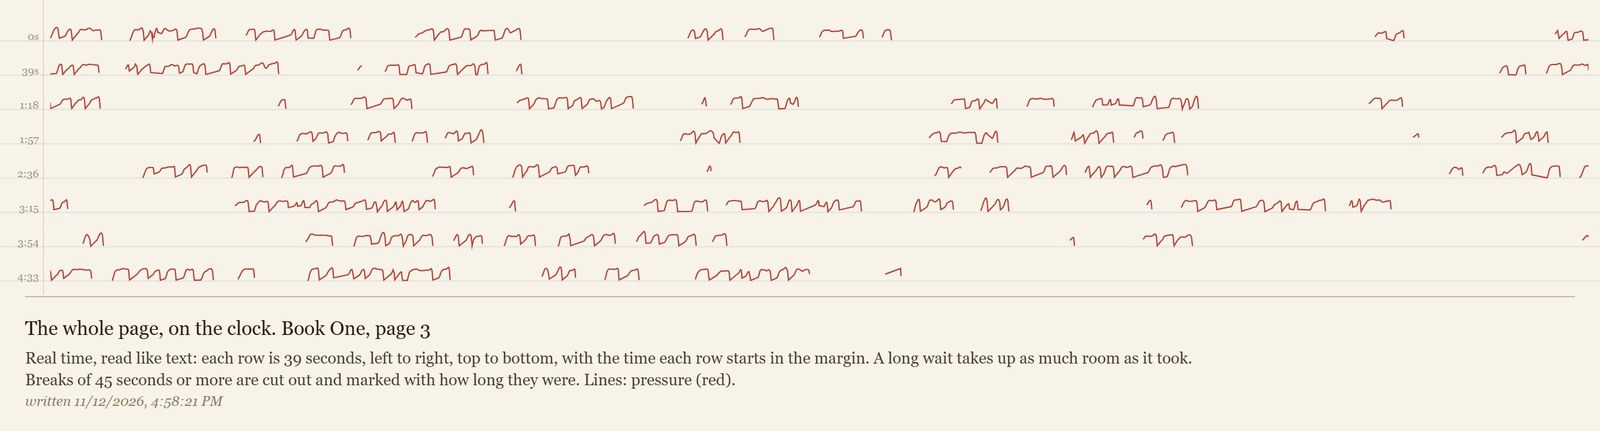 0s
39s
1:18
1:57
2:36
3:15
3:54
4:33
The whole page, on the clock. Book One, page 3
Real time, read like text: each row is 39 seconds, left to right, top to bottom, with the time each row starts in the margin. A long wait takes up as much room as it took.
Breaks of 45 seconds or more are cut out and marked with how long they were. Lines: pressure (red).
written 11/12/2026, 4:58:21 PM